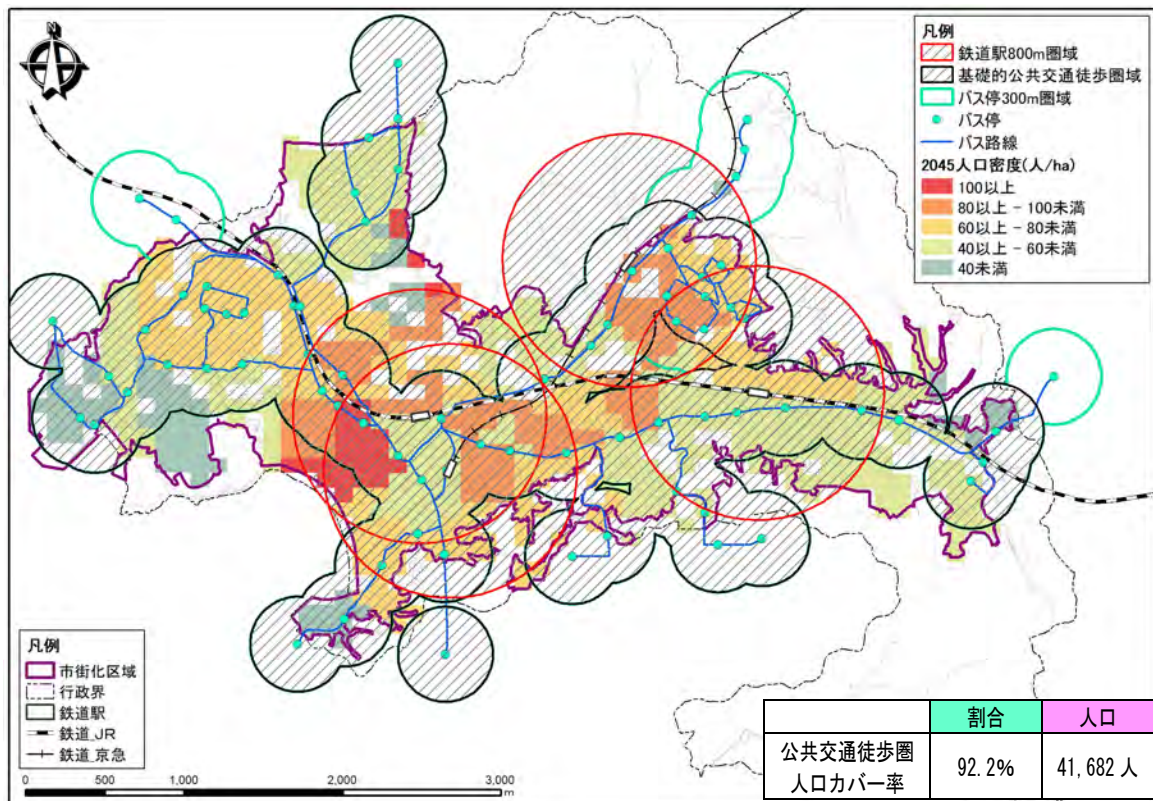 凡例
鉄道駅800m圏域
基礎的公共交通徒歩圏域
バス停300m圏域
バス停
バス路線
2045人口密度(人/ha)
100以上
80以上 - 100未満
60以上 - 80未満
40以上 - 60未満
40未満
凡例
市街化区域
行政界
鉄道駅
鉄道_JR
鉄道_京急
0 500 1,000 2,000 3,000
m
割合 人口
公共交通徒歩圏
人口カバー率
92.2% 41,682 人